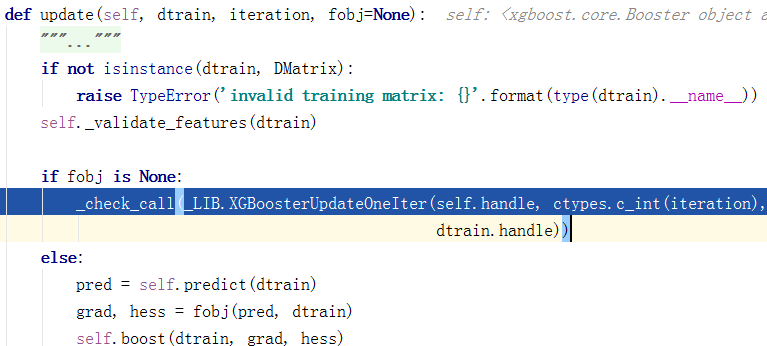 def update(self, dtrain, iteration, fobj=None): self: <xgboost.core.Booster object a
"""..."""
if not isinstance(dtrain, DMatrix):
raise TypeError('invalid training matrix: {}'.format(type(dtrain).__name__))
self._validate_features(dtrain)
if fobj is None:
_check_call(_LIB.XGBoosterUpdateOneIter(self.handle, ctypes.c_int(iteration),
dtrain.handle))
else:
pred = self.predict(dtrain)
grad, hess = fobj(pred, dtrain)
self.boost(dtrain, grad, hess)